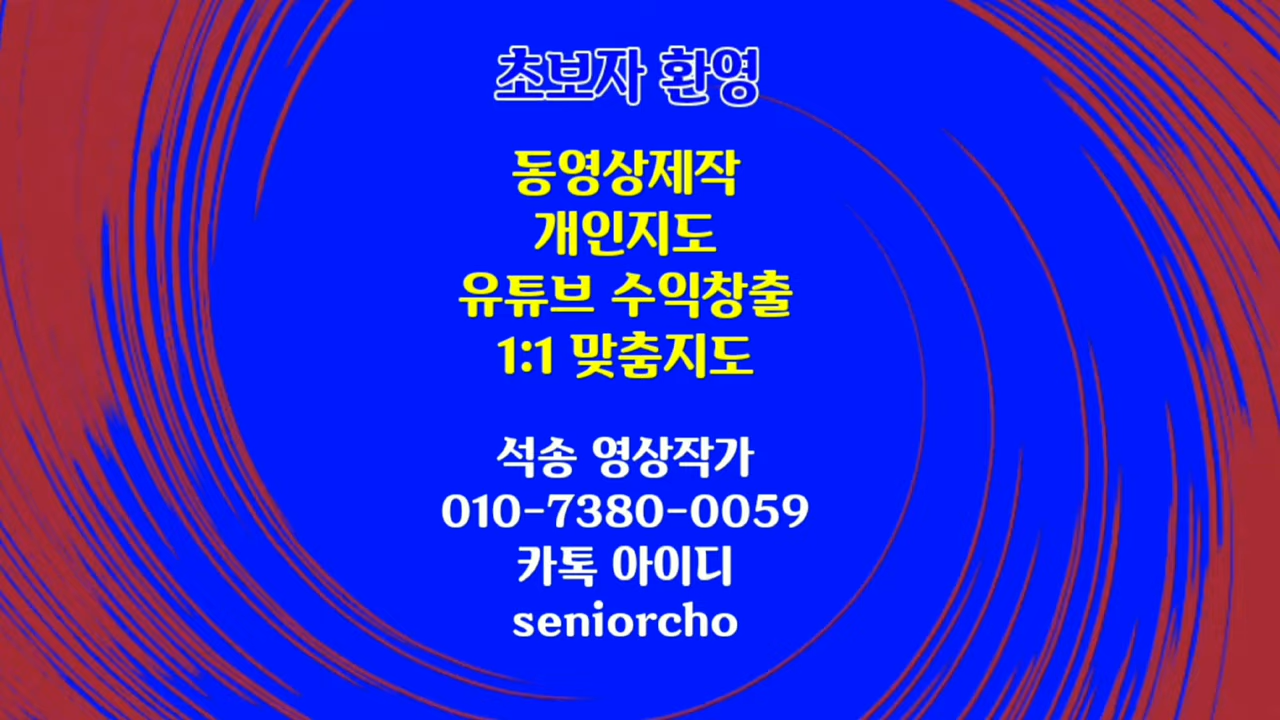 초보자 환영
동영상제작
개인지도
유튜브 수익창출
1:1 맞춤지도
석송 영상작가
010-7380-0059
카톡 아이디
seniorcho